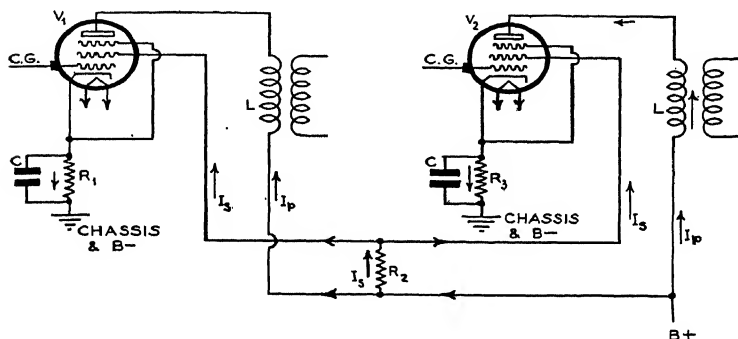 V1
V2
C.G.
C.G.
L
L
C
R1
C
R3
Is
Ip
Is
Ip
CHASSIS
& B-
CHASSIS
& B-
Is
R2
B+